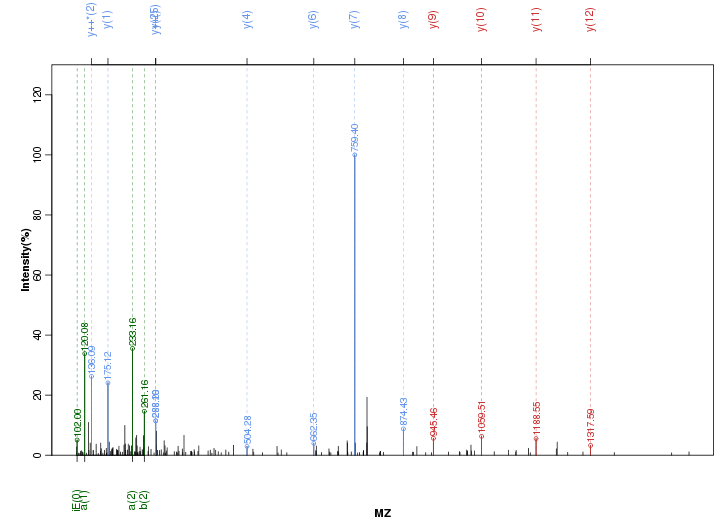 y++*(2)
y(1)
y(4)
y(6)
y(7)
y(8)
y(9)
y(10)
y(11)
y(12)
120
100
80
60
40
20
0
Intensity(%)
102.00
120.08
136.09
175.12
233.16
261.16
504.28
662.35
759.40
874.43
945.46
1059.51
1188.55
1317.59
iE(0)
a(1)
a(2)
b(2)
MZ